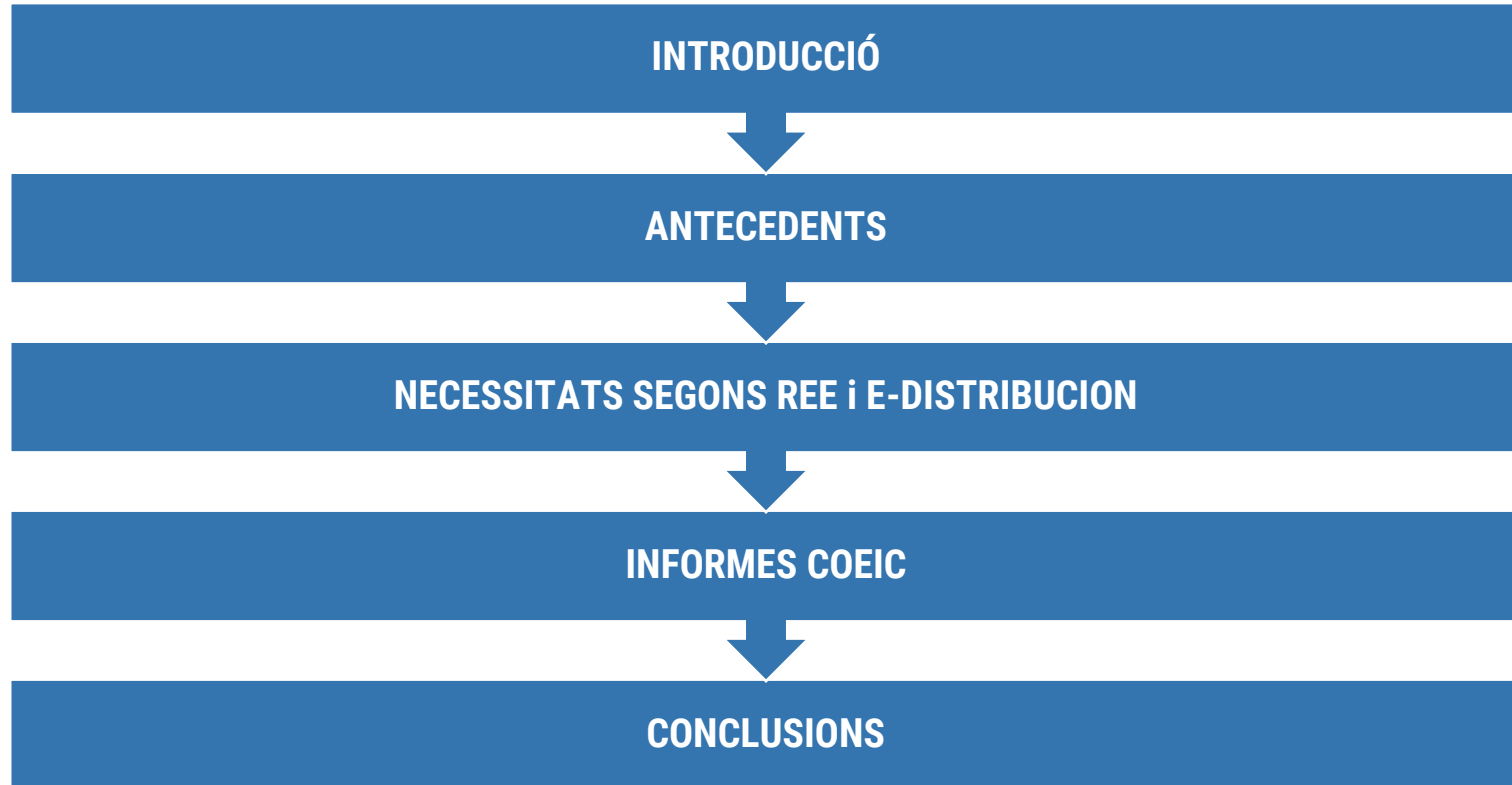 INTRODUCCIÓ
ANTECEDENTS
NECESSITATS SEGONS REE i E-DISTRIBUCION
INFORMES COEIC
CONCLUSIONS